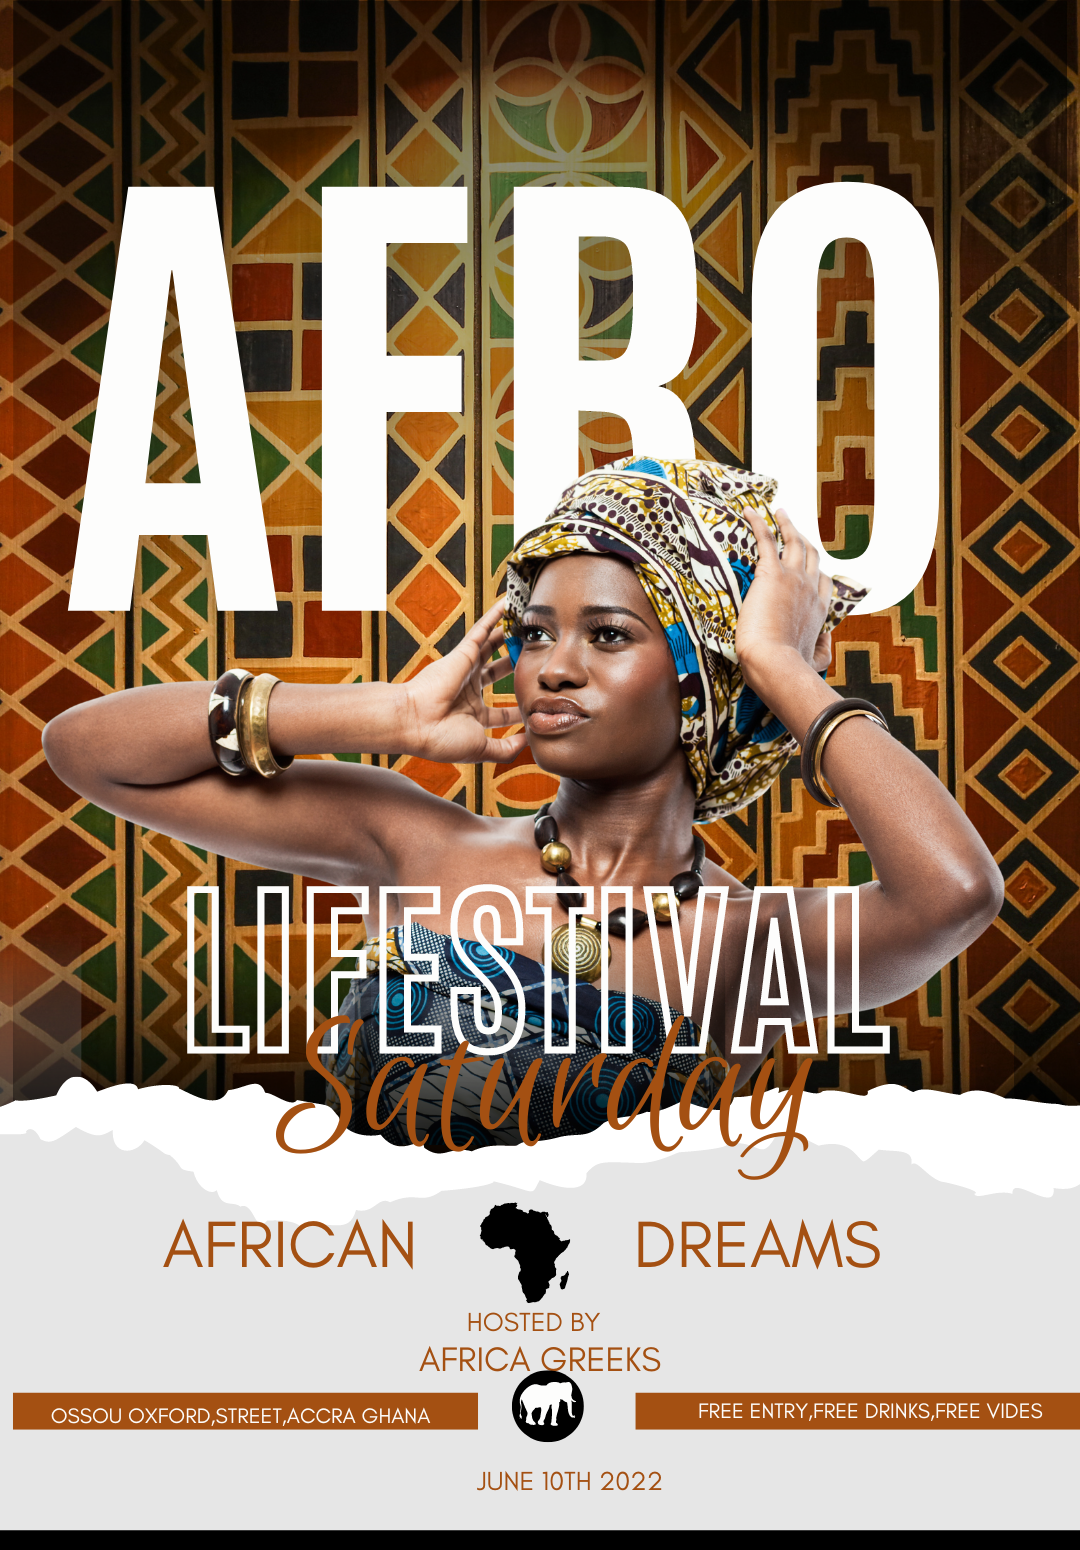 AFRO
LIFESTIVAL
Saturday
AFRICAN DREAMS
HOSTED BY
AFRICA GREEKS
OSSOU OXFORD,STREET,ACCRA GHANA
FREE ENTRY,FREE DRINKS,FREE VIDES
JUNE 10TH 2022